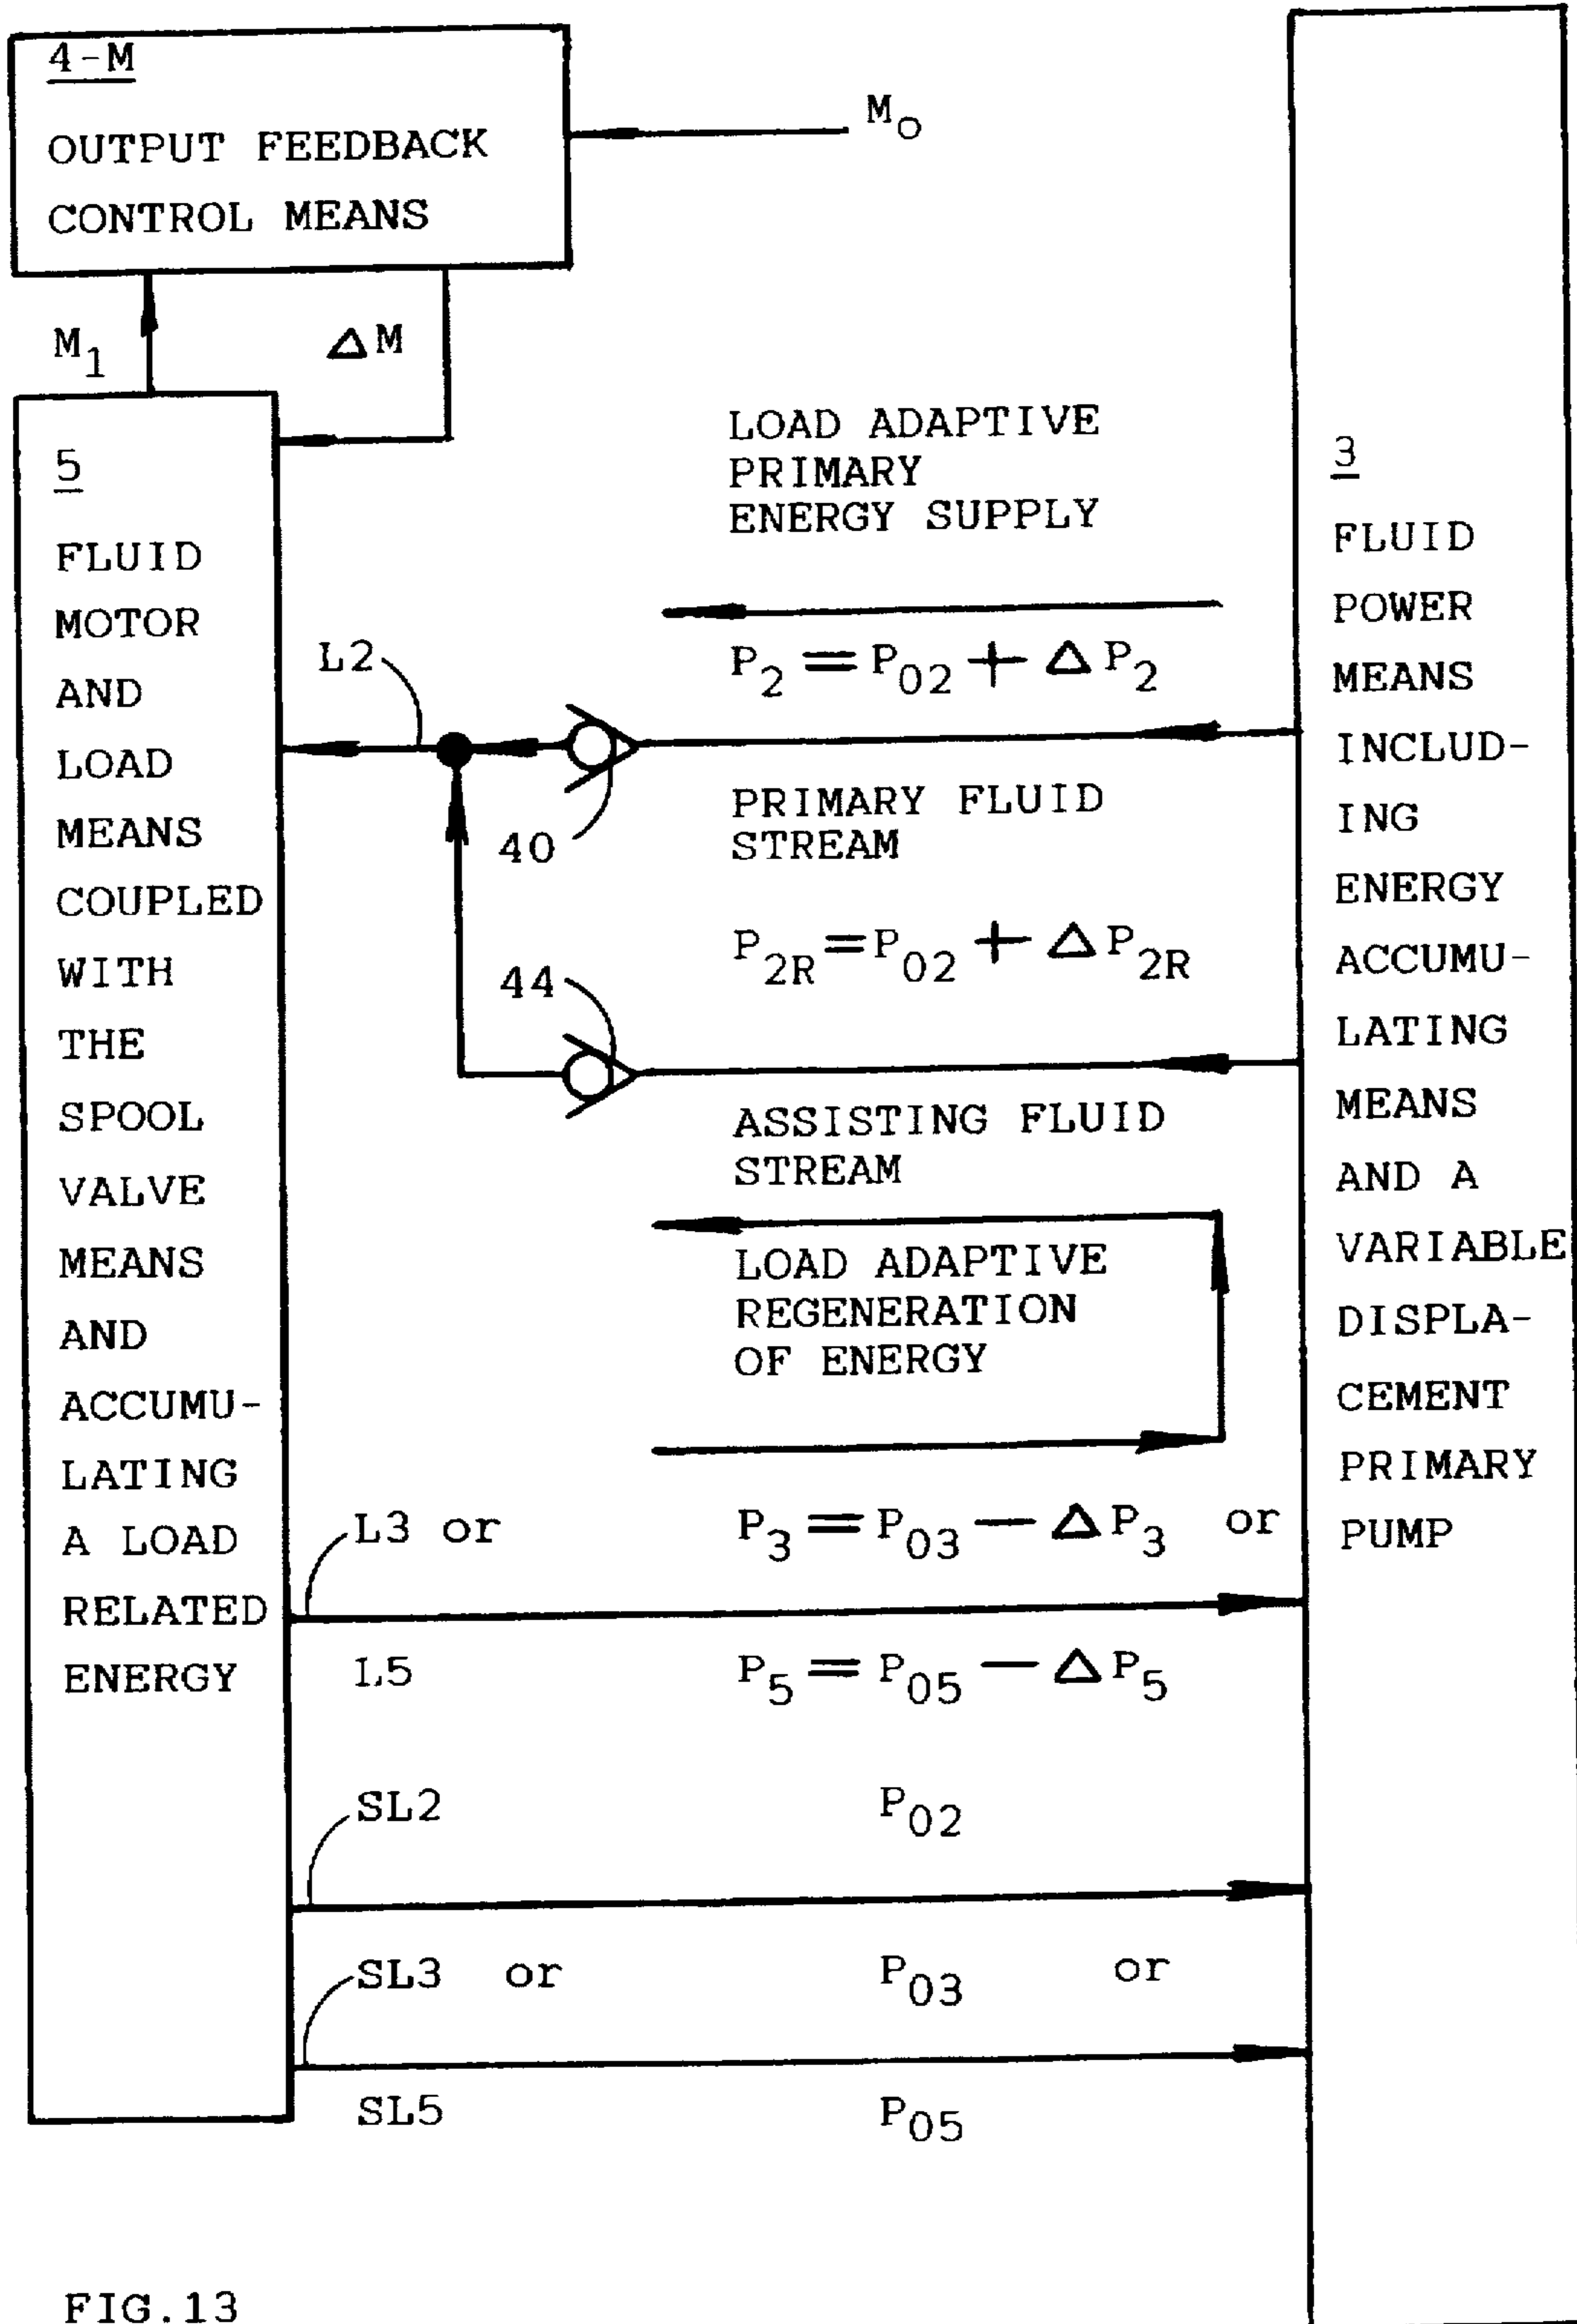 4-M
OUTPUT FEEDBACK
CONTROL MEANS
Mo
M1
ΔM
5
FLUID
MOTOR
AND
LOAD
MEANS
COUPLED
WITH
THE
SPOOL
VALVE
MEANS
AND
ACCUMU-
LATING
A LOAD
RELATED
ENERGY
LOAD ADAPTIVE
PRIMARY
ENERGY SUPPLY
P2 = P02 + ΔP2
L2
40
PRIMARY FLUID
STREAM
P2R = P02 + ΔP2R
44
ASSISTING FLUID
STREAM
LOAD ADAPTIVE
REGENERATION
OF ENERGY
L3 or
P3 = P03 — ΔP3 or
L5
P5 = P05 — ΔP5
SL2
P02
SL3 or
P03 or
SL5
P05
3
FLUID
POWER
MEANS
INCLUD-
ING
ENERGY
ACCUMU-
LATING
MEANS
AND A
VARIABLE
DISPLA-
CEMENT
PRIMARY
PUMP
FIG.13